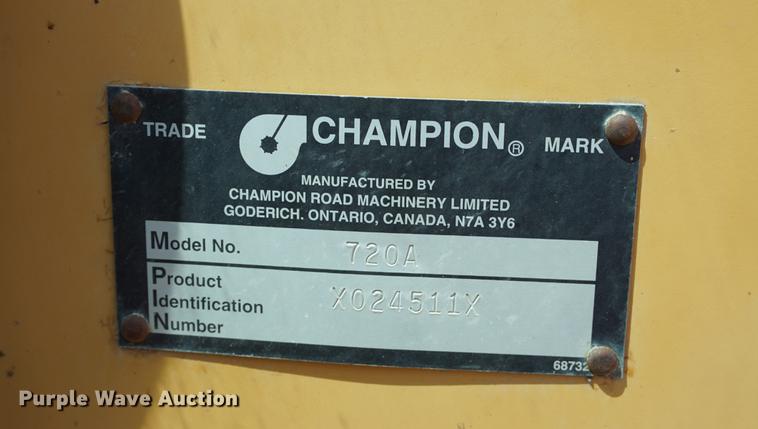 TRADE CHAMPION ® MARK
MANUFACTURED BY
CHAMPION ROAD MACHINERY LIMITED
GODERICH. ONTARIO, CANADA, N7A 3Y6
Model No. 720A
Product
Identification X024511X
Number
68732
Purple Wave Auction